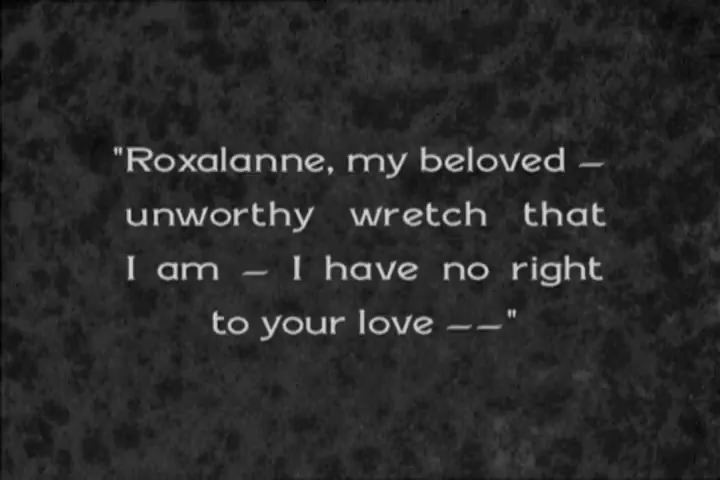 "Roxalanne, my beloved —
unworthy wretch that
I am — I have no right
to your love ——"